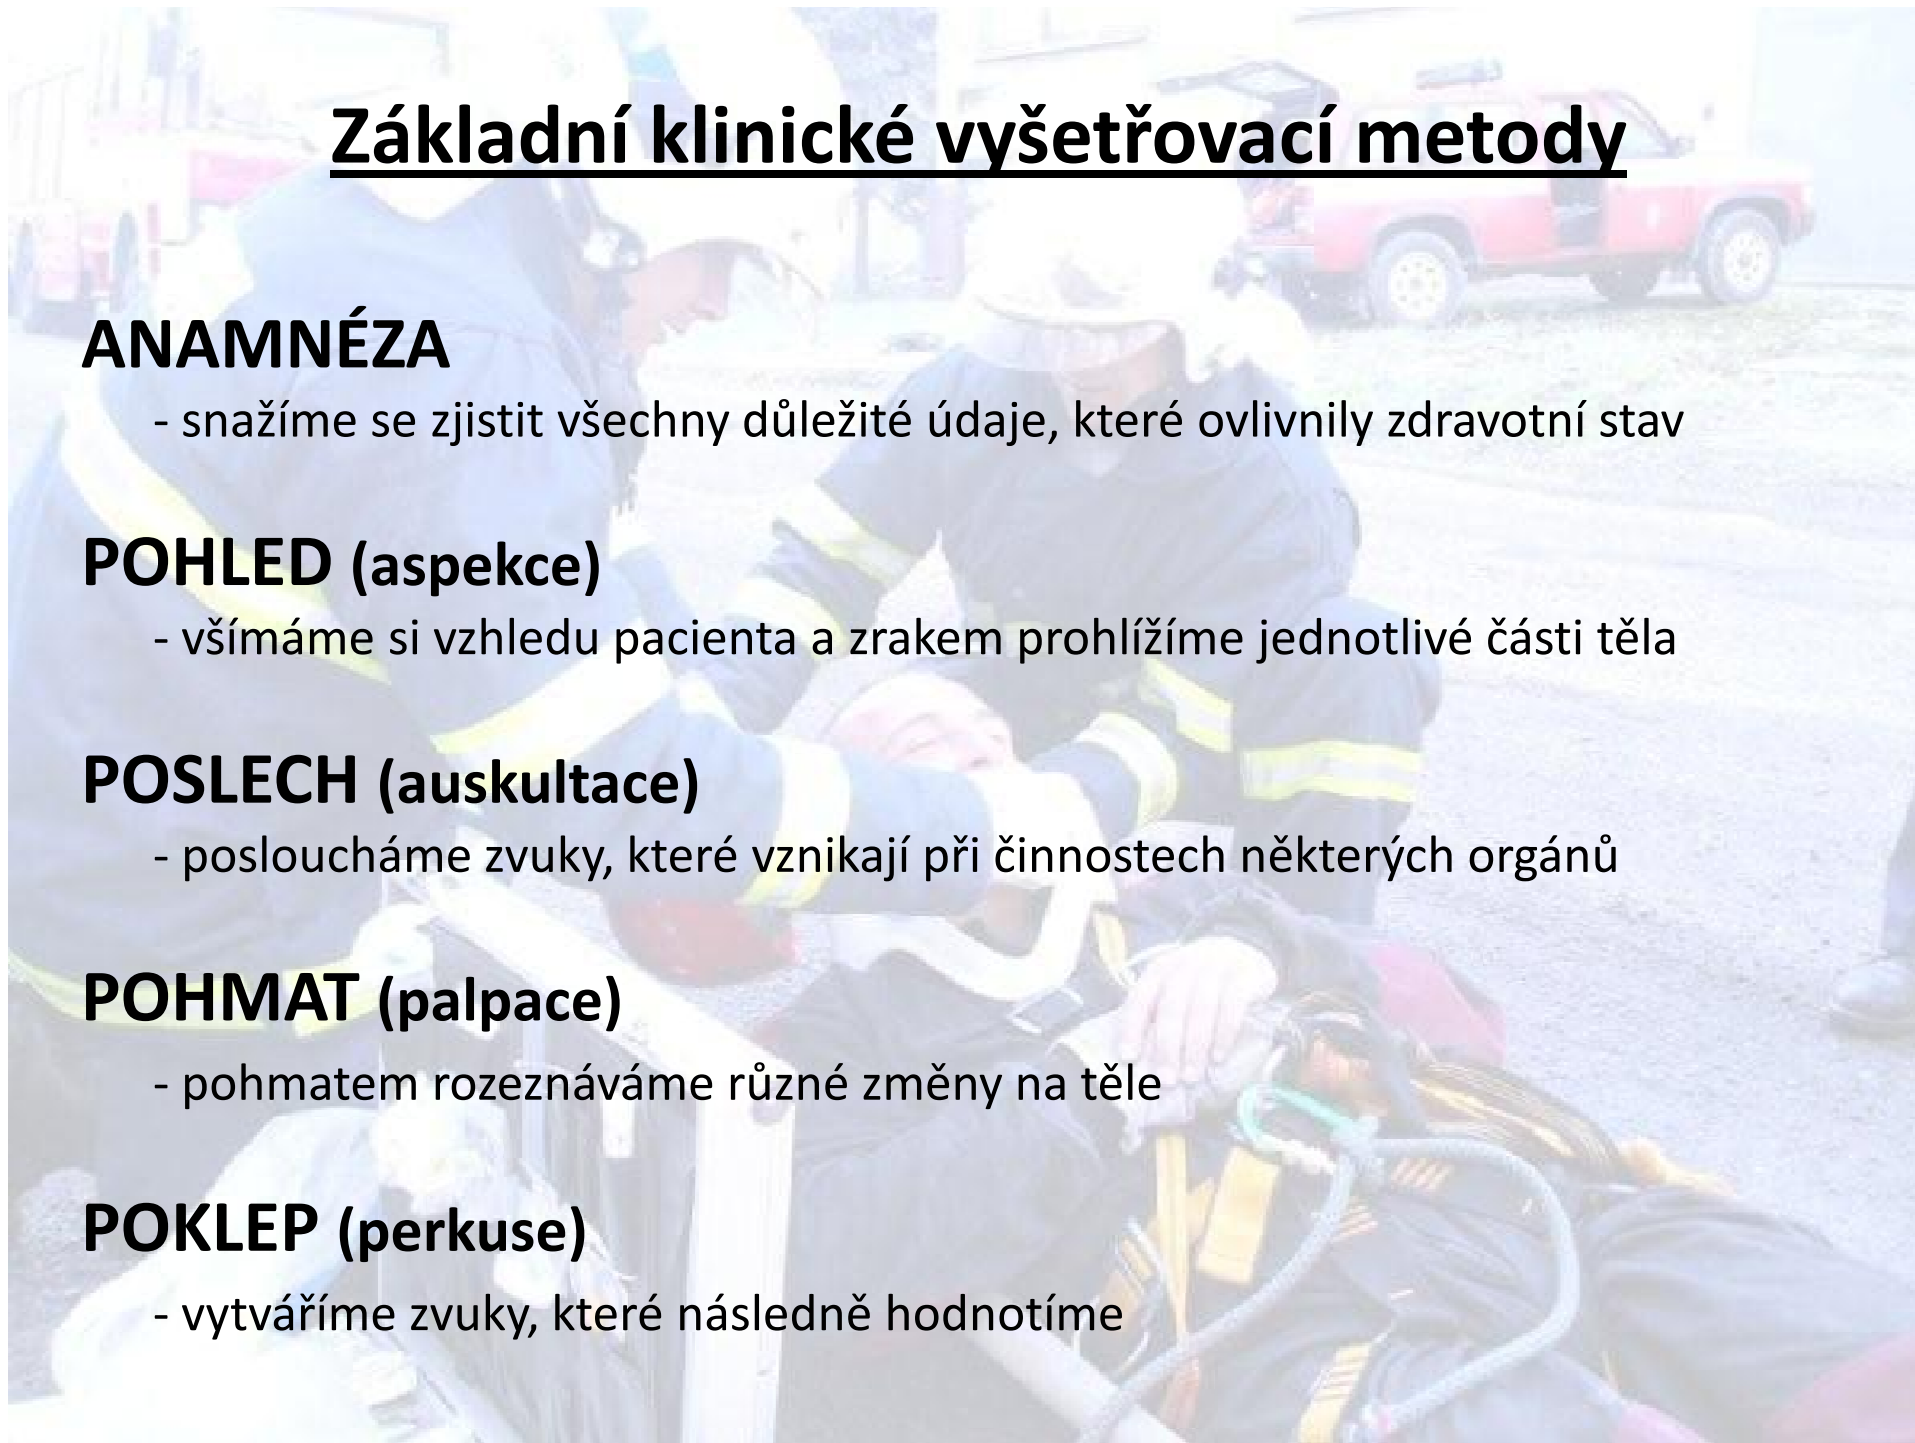 Základní klinické vyšetřovací metody
ANAMNÉZA
- snažíme se zjistit všechny důležité údaje, které ovlivnily zdravotní stav
POHLED (aspekce)
- všímáme si vzhledu pacienta a zrakem prohlížíme jednotlivé části těla
POSLECH (auskultace)
- posloucháme zvuky, které vznikají při činnostech některých orgánů
POHMAT (palpace)
- pohmatem rozeznáváme různé změny na těle
POKLEP (perkuse)
- vytváříme zvuky, které následně hodnotíme